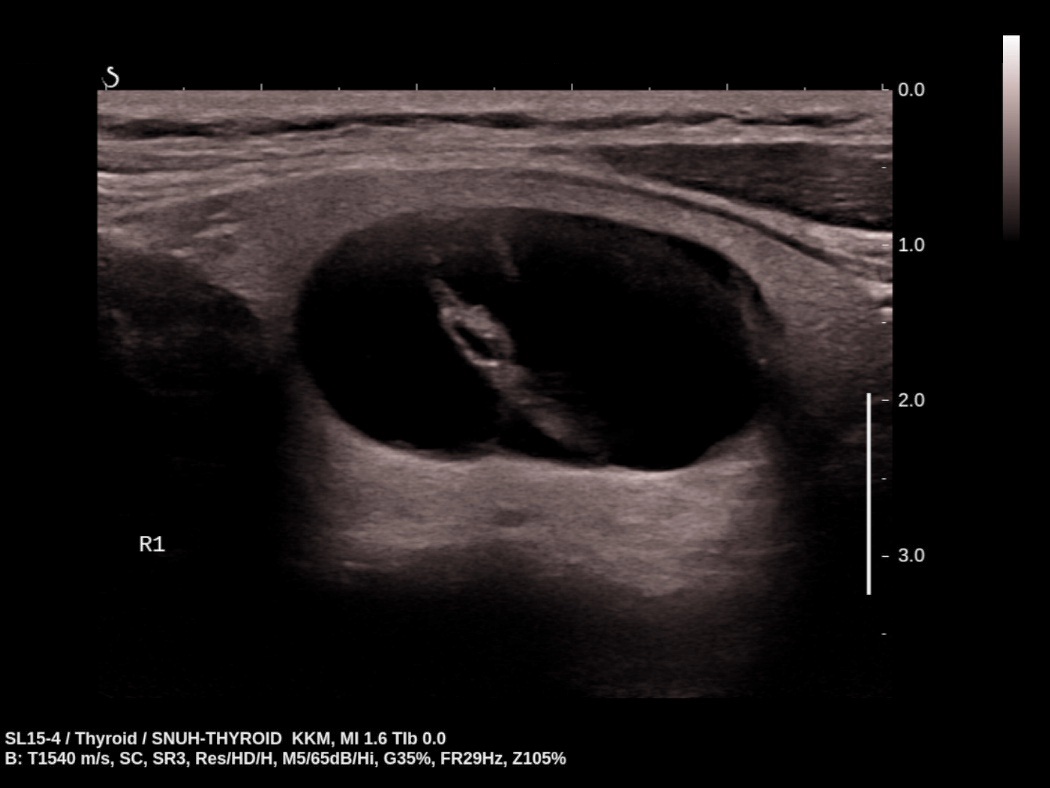 0.0
1.0
2.0
3.0
R1
SL15-4 / Thyroid / SNUH-THYROID  KKM, MI 1.6 TIb 0.0
B: T1540 m/s, SC, SR3, Res/HD/H, M5/65dB/Hi, G35%, FR29Hz, Z105%